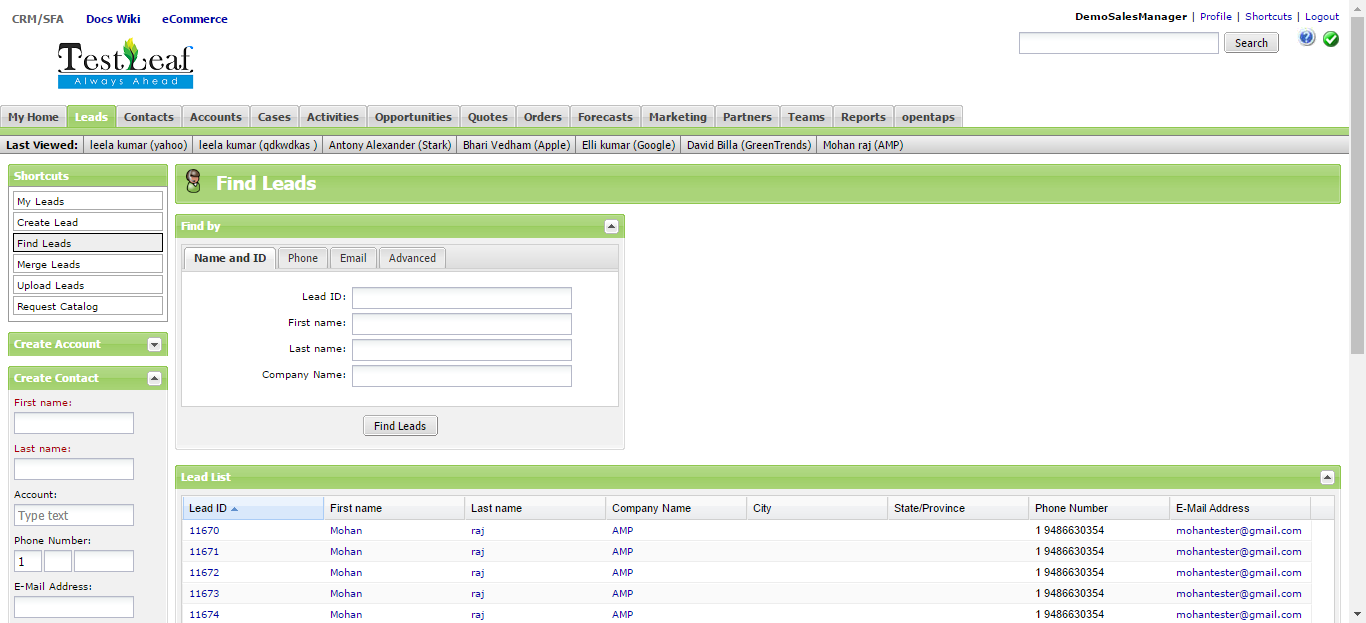 CRM/SFA Docs Wiki eCommerce
DemoSalesManager | Profile | Shortcuts | Logout
TestLeaf
Always Ahead
Search
My Home Leads Contacts Accounts Cases Activities Opportunities Quotes Orders Forecasts Marketing Partners Teams Reports opentaps
Last Viewed: leela kumar (yahoo) leela kumar (qdkwdkas ) Antony Alexander (Stark) Bhari Vedham (Apple) Elli kumar (Google) David Billa (GreenTrends) Mohan raj (AMP)
Shortcuts
My Leads
Create Lead
Find Leads
Merge Leads
Upload Leads
Request Catalog
Create Account
Create Contact
First name:
Last name:
Account:
Type text
Phone Number:
1
E-Mail Address:
Find Leads
Find by
Name and ID Phone Email Advanced
Lead ID:
First name:
Last name:
Company Name:
Find Leads
Lead List
Lead ID First name Last name Company Name City State/Province Phone Number E-Mail Address
11670 Mohan raj AMP 1 9486630354 mohantester@gmail.com
11671 Mohan raj AMP 1 9486630354 mohantester@gmail.com
11672 Mohan raj AMP 1 9486630354 mohantester@gmail.com
11673 Mohan raj AMP 1 9486630354 mohantester@gmail.com
11674 Mohan raj AMP 1 9486630354 mohantester@gmail.com